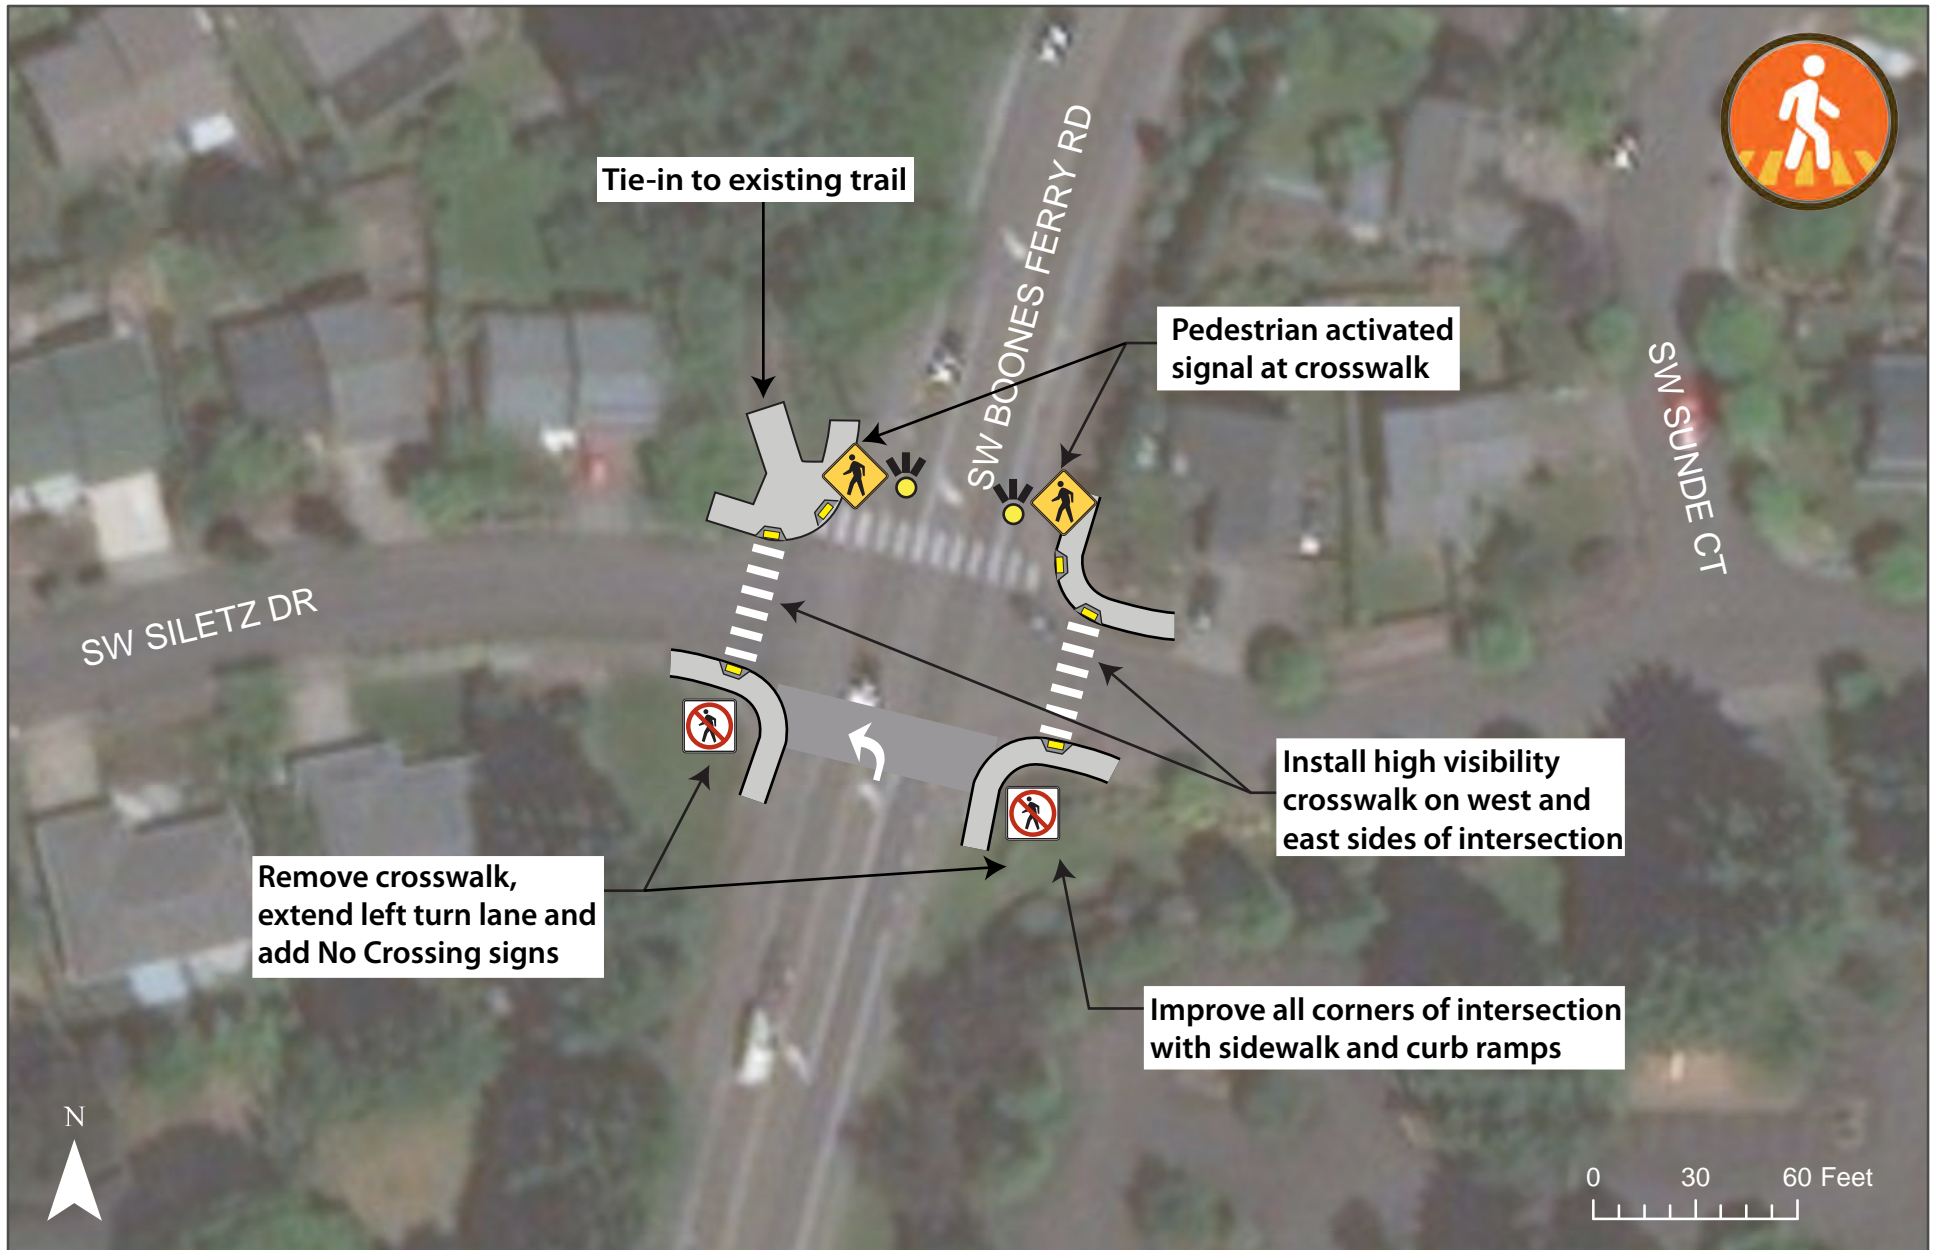 Tie-in to existing trail
SW BOONES FERRY RD
Pedestrian activated
signal at crosswalk
SW SUNDE CT
SW SILETZ DR
Install high visibility
crosswalk on west and
east sides of intersection
Remove crosswalk,
extend left turn lane and
add No Crossing signs
Improve all corners of intersection
with sidewalk and curb ramps
N
0 30 60 Feet